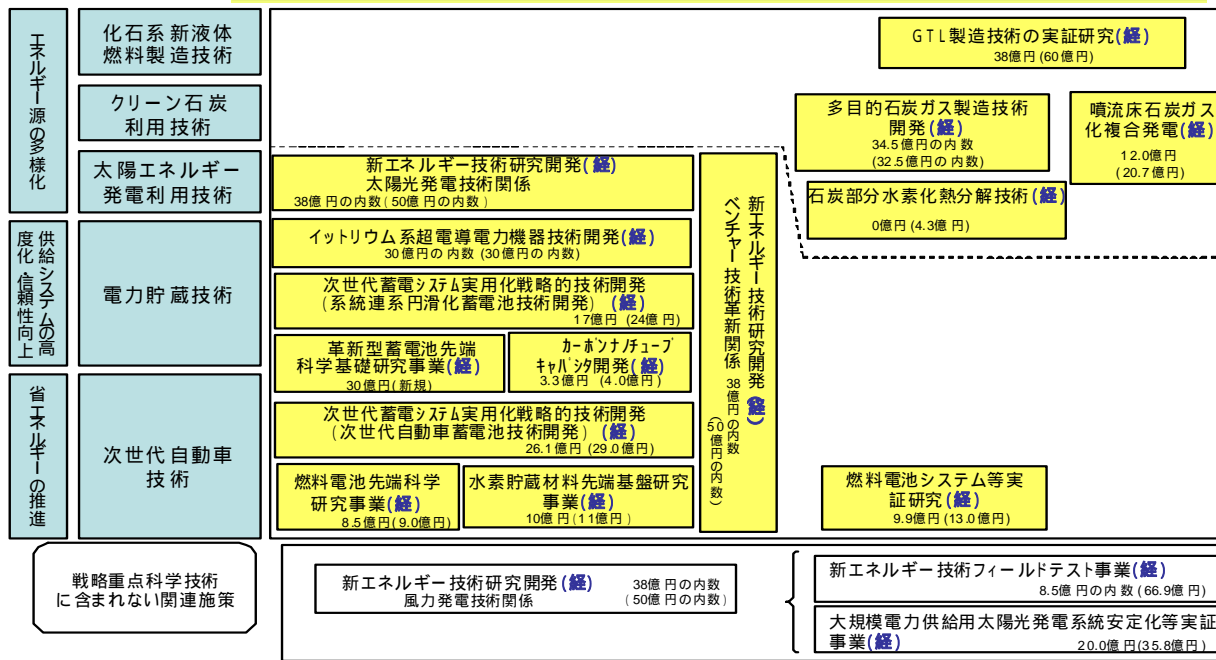 エネルギー源の多様化
化石系新液体
燃料製造技術
GTL製造技術の実証研究(経)
38億円(60億円)
クリーン石炭
利用技術
多目的石炭ガス製造技術
開発(経)
34.5億円の内数
(32.5億円の内数)
噴流床石炭ガス
化複合発電(経)
12.0億円
(20.7億円)
太陽エネルギー
発電利用技術
新エネルギー技術研究開発(経)
太陽光発電技術関係
38億円の内数(50億円の内数)
石炭部分水素化熱分解技術(経)
0億円(4.3億円)
新エネルギー技術研究開発(経)
ベンチャー技術革新関係 38億円の内数
(50億円の内数)
供給システムの高
度化・信頼性向上
電力貯蔵技術
イットリウム系超電導電力機器技術開発(経)
30億円の内数(30億円の内数)
次世代蓄電システム実用化戦略的技術開発
(系統連系円滑化蓄電池技術開発)(経)
17億円(24億円)
革新型蓄電池先端
科学基礎研究事業(経)
30億円(新規)
カーボンナノチューブ
キャパシタ開発(経)
3.3億円(4.0億円)
省エネルギーの推進
次世代自動車
技術
次世代蓄電システム実用化戦略的技術開発
(次世代自動車蓄電池技術開発)(経)
26.1億円(29.0億円)
燃料電池先端科学
研究事業(経)
8.5億円(9.0億円)
水素貯蔵材料先端基盤研究
事業(経)
10億円(11億円)
燃料電池システム等実
証研究(経)
9.9億円(13.0億円)
戦略重点科学技術
に含まれない関連施策
新エネルギー技術研究開発(経) 38億円の内数
風力発電技術関係 (50億円の内数)
新エネルギー技術フィールドテスト事業(経)
8.5億円の内数(66.9億円)
大規模電力供給用太陽光発電系統安定化等実証
事業(経) 20.0億円(35.8億円)